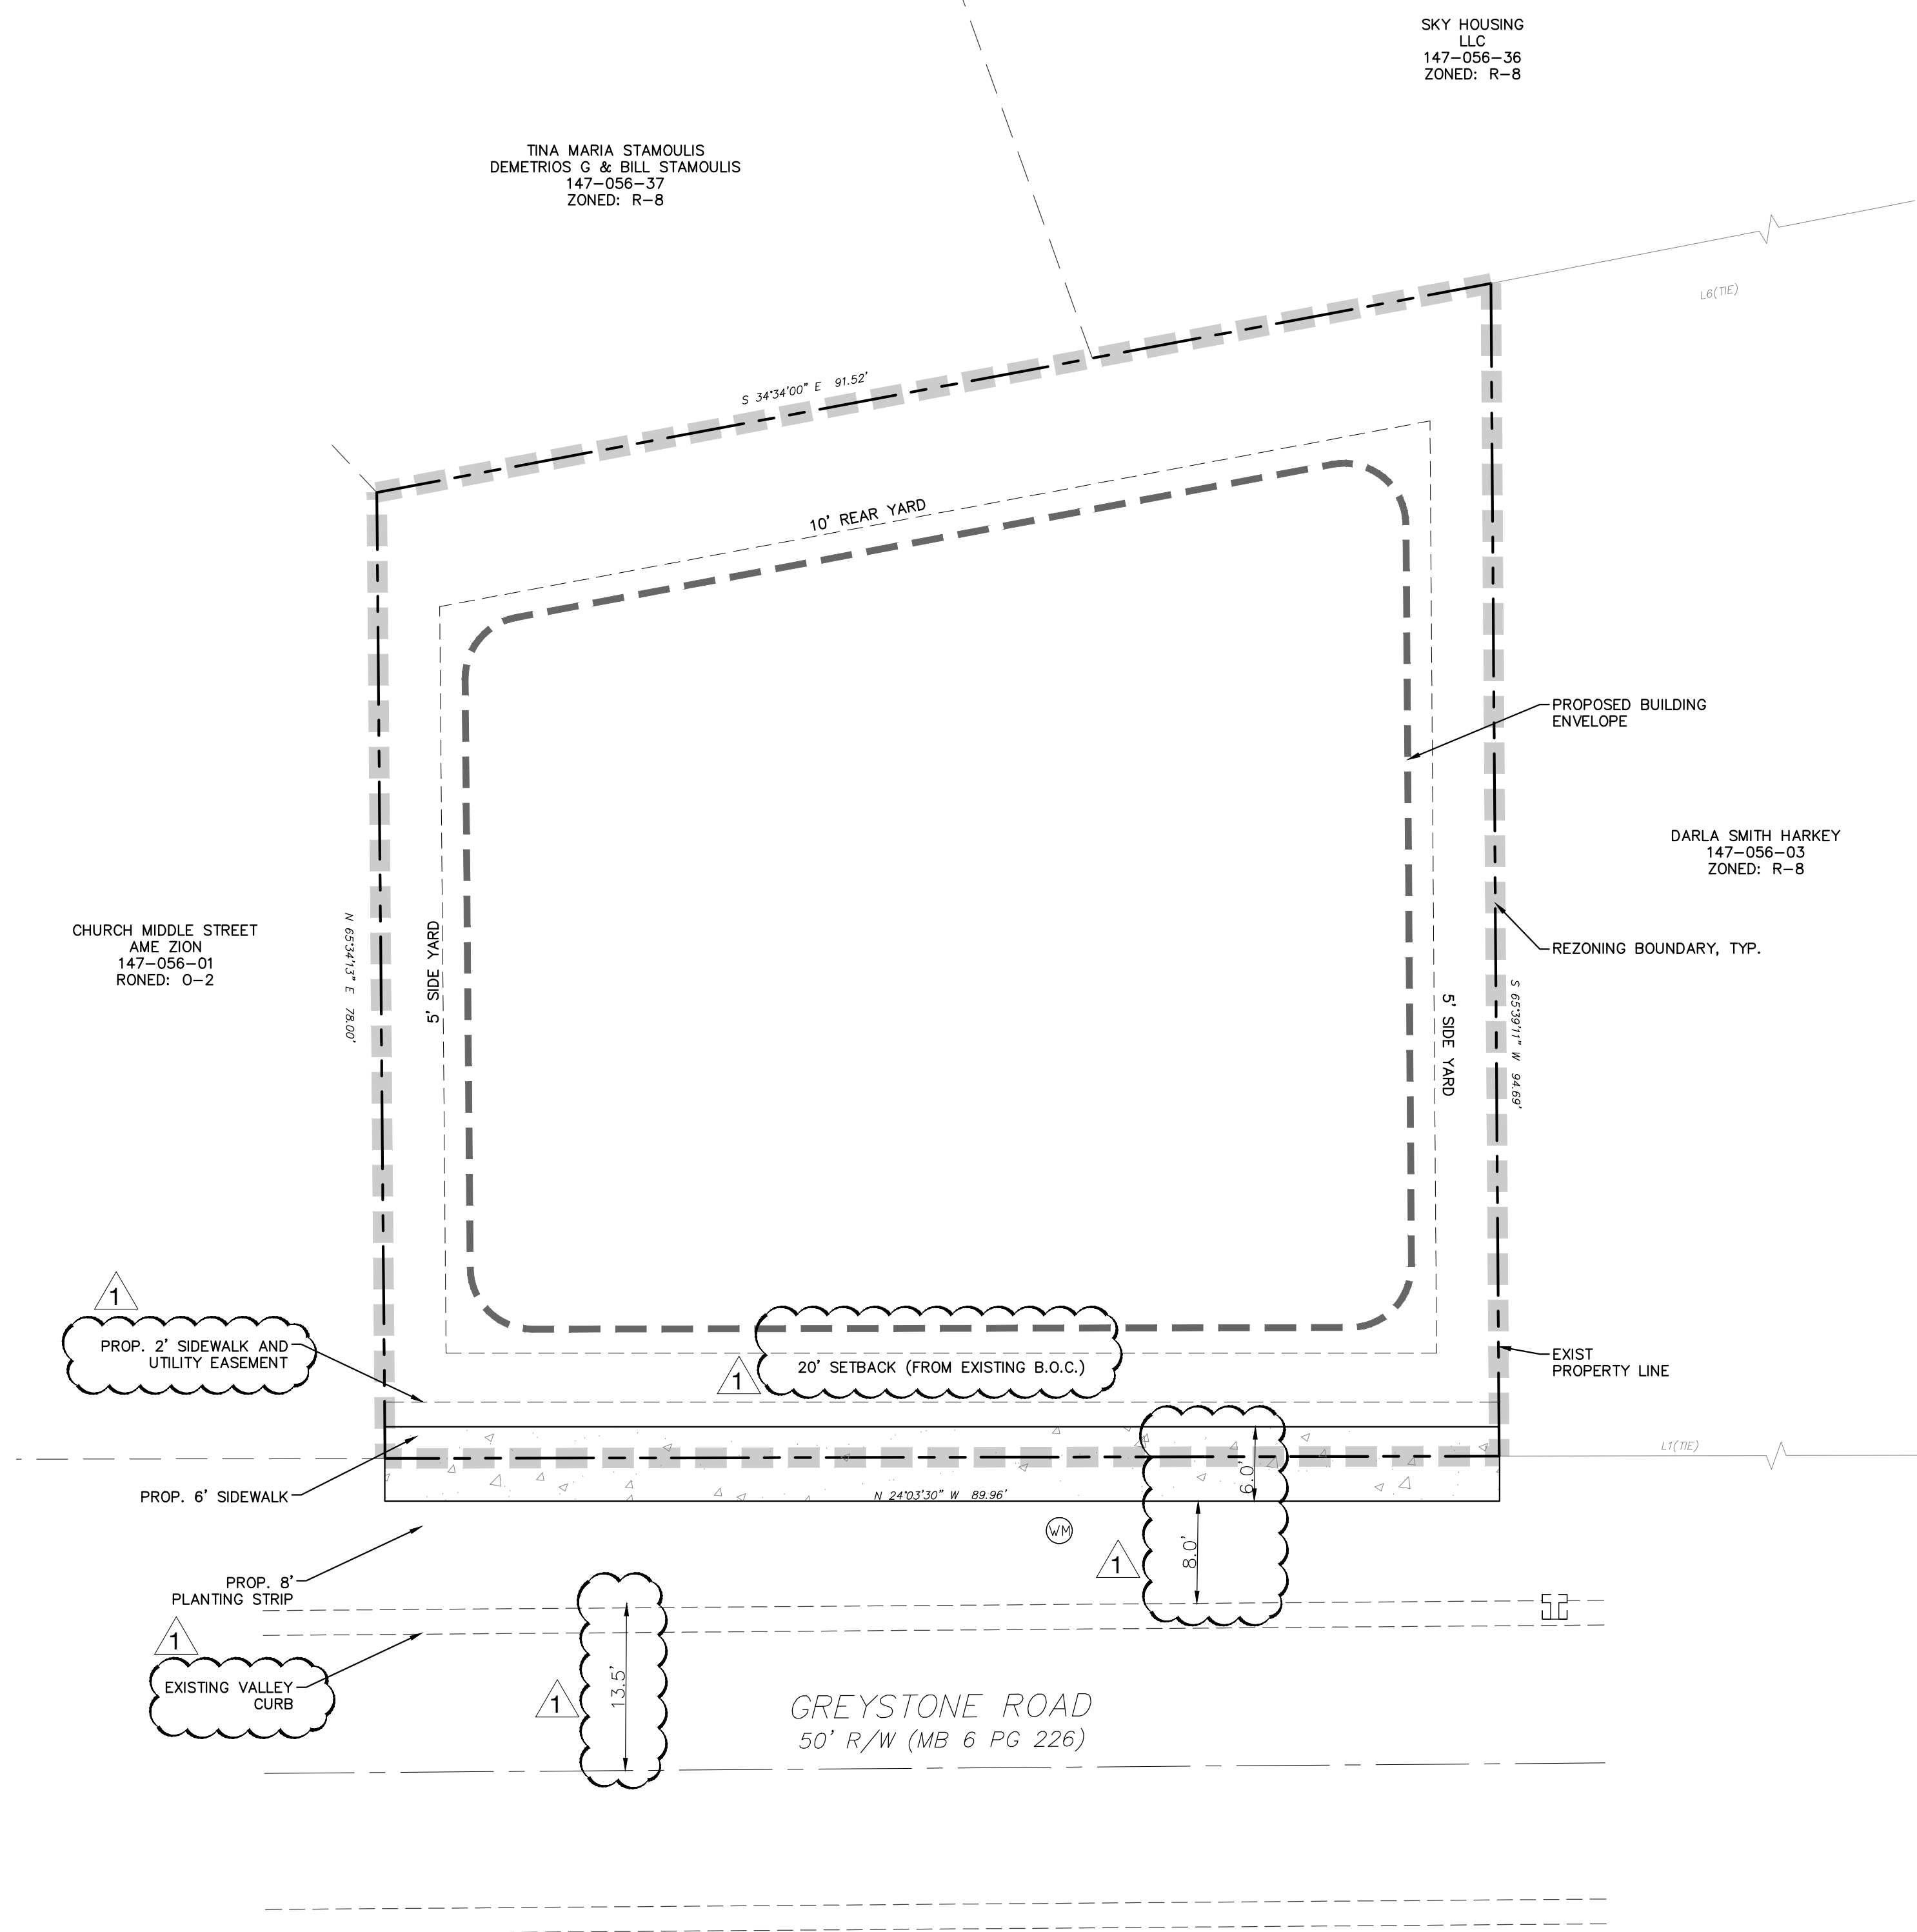 SKY HOUSING
LLC
147-056-36
ZONED: R-8
TINA MARIA STAMOULIS
DEMETRIOS G & BILL STAMOULIS
147-056-37
ZONED: R-8
L6(TIE)
S 34°34'00" E 91.52'
10' REAR YARD
PROPOSED BUILDING
ENVELOPE
DARLA SMITH HARKEY
147-056-03
ZONED: R-8
CHURCH MIDDLE STREET
AME ZION
147-056-01
RONED: O-2
N 65°34'13" E 78.00'
5' SIDE YARD
REZONING BOUNDARY, TYP.
5' SIDE YARD
S 65°39'11" W 94.69'
1
PROP. 2' SIDEWALK AND
UTILITY EASEMENT
1
20' SETBACK (FROM EXISTING B.O.C.)
EXIST
PROPERTY LINE
L1(TIE)
PROP. 6' SIDEWALK
N 24°03'30" W 89.96'
6.0'
WM
8.0'
1
PROP. 8'
PLANTING STRIP
1
EXISTING VALLEY
CURB
1
13.5'
GREYSTONE ROAD
50' R/W (MB 6 PG 226)